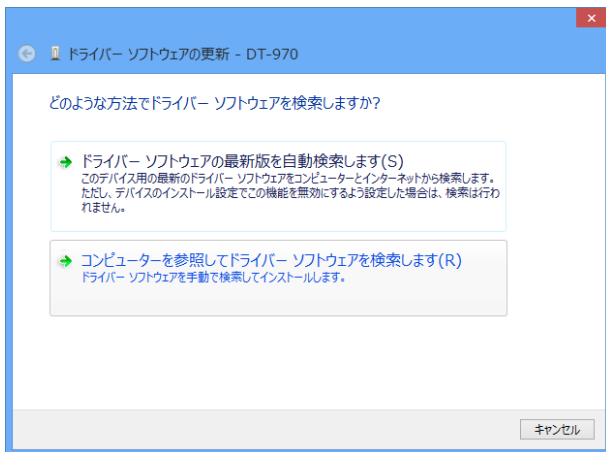 ドライバー ソフトウェアの更新 - DT-970
どのような方法でドライバー ソフトウェアを検索しますか?
ドライバー ソフトウェアの最新版を自動検索します(S)
このデバイス用の最新のドライバー ソフトウェアをコンピューターとインターネットから検索します。
ただし、デバイスのインストール設定でこの機能を無効にするよう設定した場合は、検索は行わ
れません。
コンピューターを参照してドライバー ソフトウェアを検索します(R)
ドライバー ソフトウェアを手動で検索してインストールします。
キャンセル